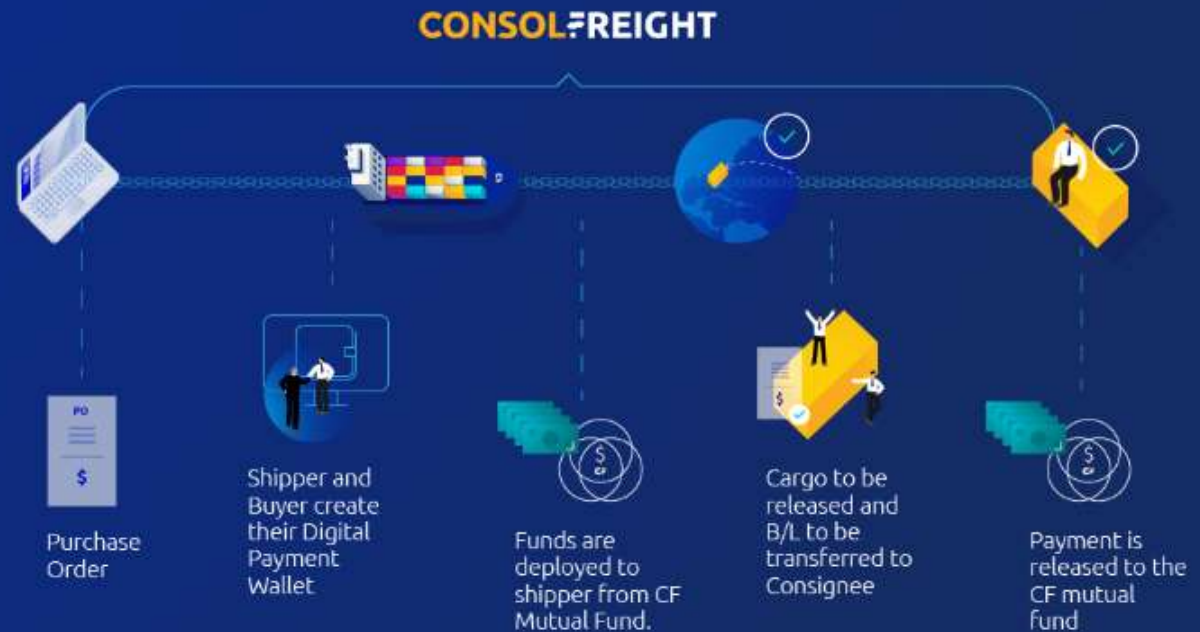 CONSOLFREIGHT
PO
$
Purchase
Order
Shipper and
Buyer create
their Digital
Payment
Wallet
$
CF
Funds are
deployed to
shipper from CF
Mutual Fund.
$
Cargo to be
released and
B/L to be
transferred to
Consignee
$
CF
Payment is
released to the
CF mutual
fund